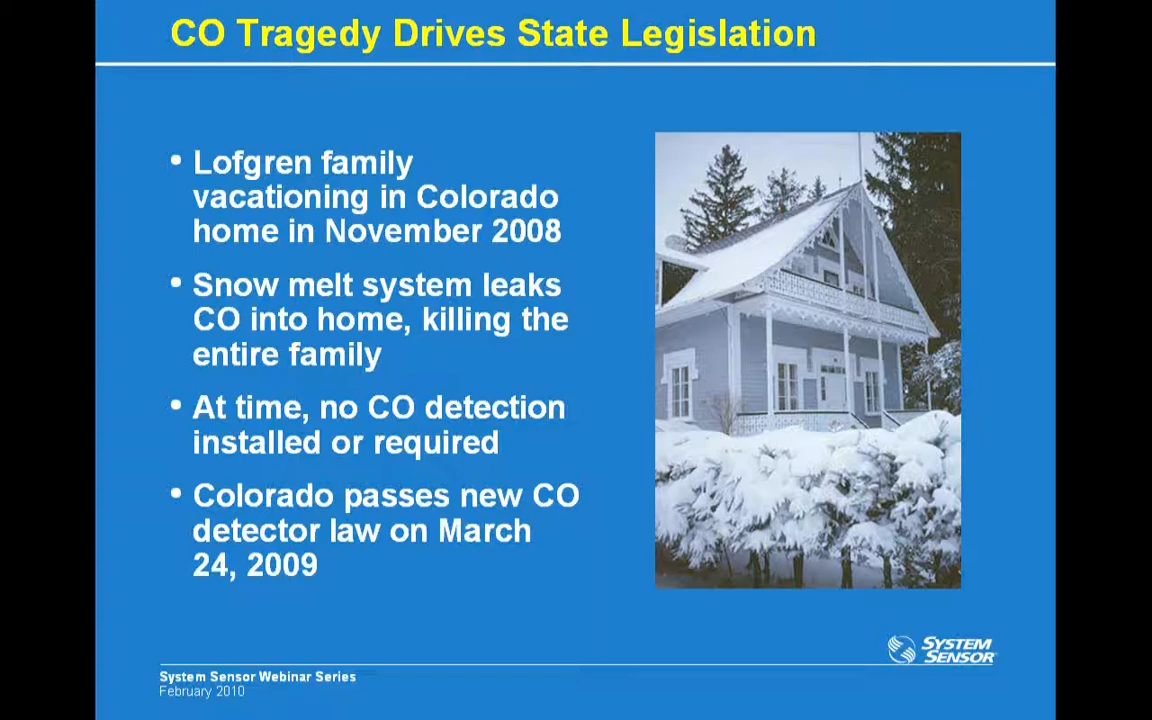 CO Tragedy Drives State Legislation
• Lofgren family
vacationing in Colorado
home in November 2008
• Snow melt system leaks
CO into home, killing the
entire family
• At time, no CO detection
installed or required
• Colorado passes new CO
detector law on March
24, 2009
SYSTEM
SENSOR
System Sensor Webinar Series
February 2010